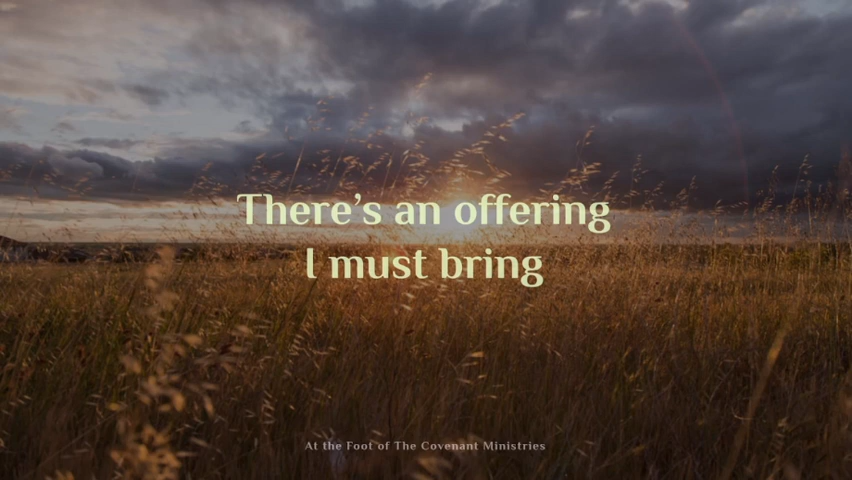 There’s an offering
I must bring
At the Foot of The Covenant Ministries